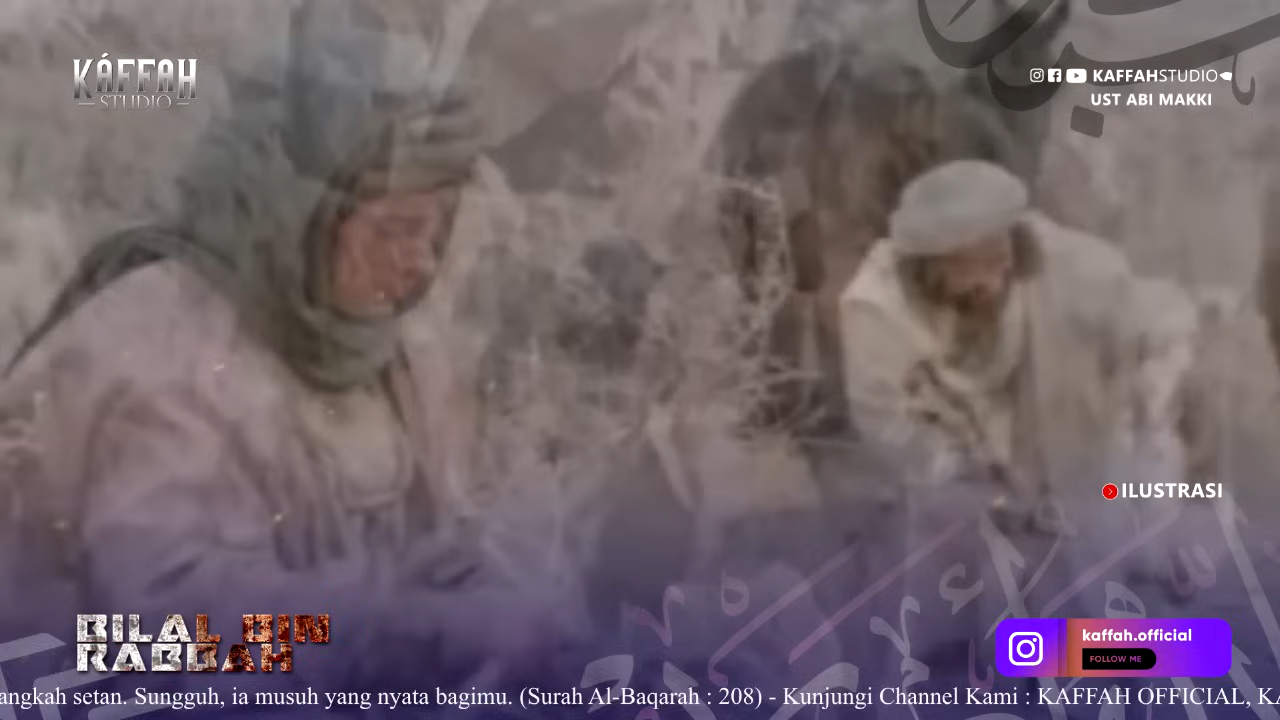 KÁFFAH
STUDIO
KAFFAHSTUDIO
UST ABI MAKKI
ILUSTRASI
BILAL BIN
RABBAH
kaffah.official
FOLLOW ME
angkah setan. Sungguh, ia musuh yang nyata bagimu. (Surah Al-Baqarah : 208) - Kunjungi Channel Kami : KAFFAH OFFICIAL, KA